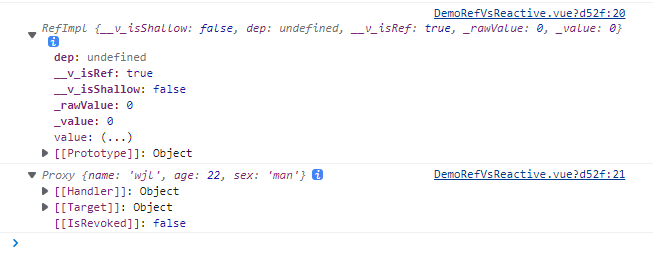 DemoRefVsReactive.vue?d52f:20
RefImpl {__v_isShallow: false, dep: undefined, __v_isRef: true, _rawValue: 0, _value: 0}
i
dep: undefined
__v_isRef: true
__v_isShallow: false
_rawValue: 0
_value: 0
value: (...)
[[Prototype]]: Object
Proxy {name: 'wjl', age: 22, sex: 'man'} i DemoRefVsReactive.vue?d52f:21
[[Handler]]: Object
[[Target]]: Object
[[IsRevoked]]: false